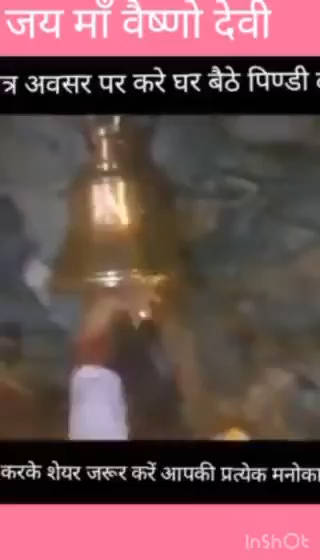 जय माँ वैष्णो देवी
त्र अवसर पर करे घर बैठे पिण्डी
करके शेयर जरूर करें आपकी प्रत्येक मनोका
InShOt